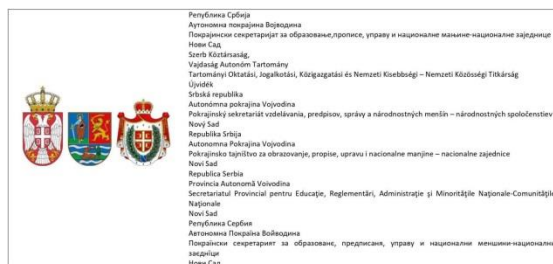 Република Србија
Аутономна покрајина Војводина
Покрајински секретаријат за образовање,прописе, управу и националне мањине-националне заједнице
Нови Сад
Szerb Köztársaság,
Vajdaság Autonóm Tartomány
Tartományi Oktatási, Jogalkotási, Közigazgatási és Nemzeti Kisebbségi – Nemzeti Közösségi Titkárság
Újvidék
Srbská republika
Autonómna pokrajina Vojvodina
Pokrajinský sekretariát vzdelávania, predpisov, správy a národnostných menšín – národnostných spoločenstiev
Nový Sad
Republika Srbija
Autonomna Pokrajina Vojvodina
Pokrajinsko tajništvo za obrazovanje, propise, upravu i nacionalne manjine – nacionalne zajednice
Novi Sad
Republica Serbia
Provincia Autonomă Voivodina
Secretariatul Provincial pentru Educaţie, Reglementări, Administraţie şi Minorităţile Naţionale-Comunităţile
Naţionale
Novi Sad
Република Сербия
Автономна Покраїна Войводина
Покраїнски секретарият за образованє, предписаня, управу и национални меншини-национални
заєднїци
Нови Сад